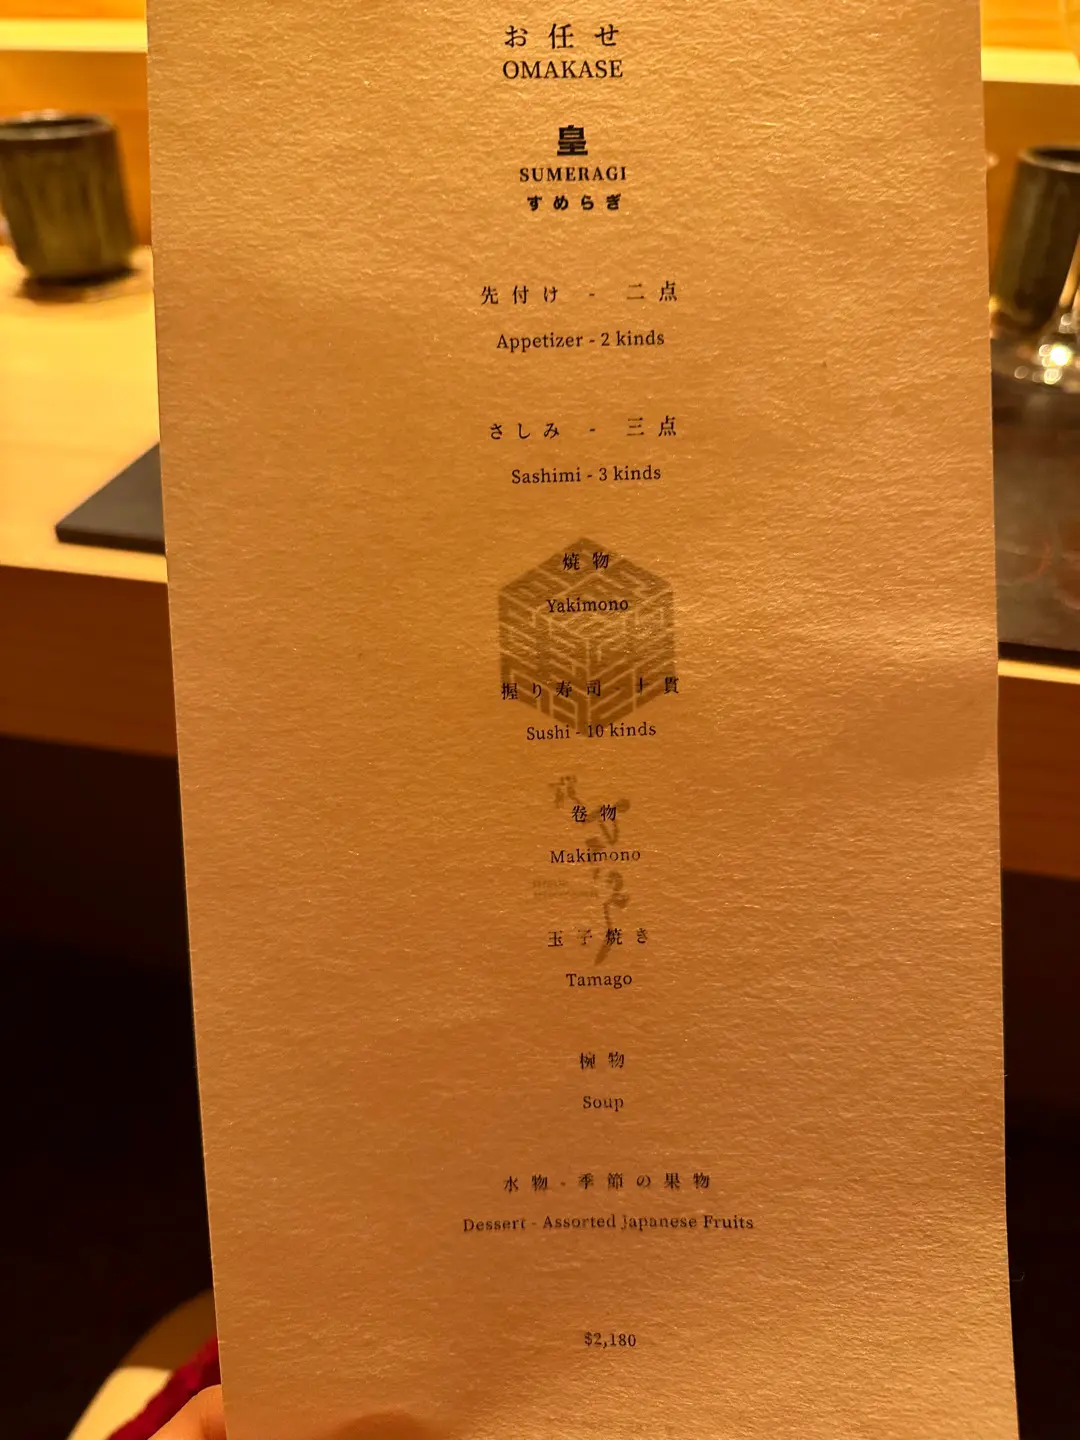 お任せ
OMAKASE
皇
SUMERAGI
すめらぎ
先付け - 二点
Appetizer - 2 kinds
さしみ - 三点
Sashimi - 3 kinds
焼物
Yakimono
握り寿司 - 十貫
Sushi - 10 kinds
巻物
Makimono
玉子焼き
Tamago
椀物
Soup
水物 - 季節の果物
Dessert - Assorted Japanese Fruits
$2,180